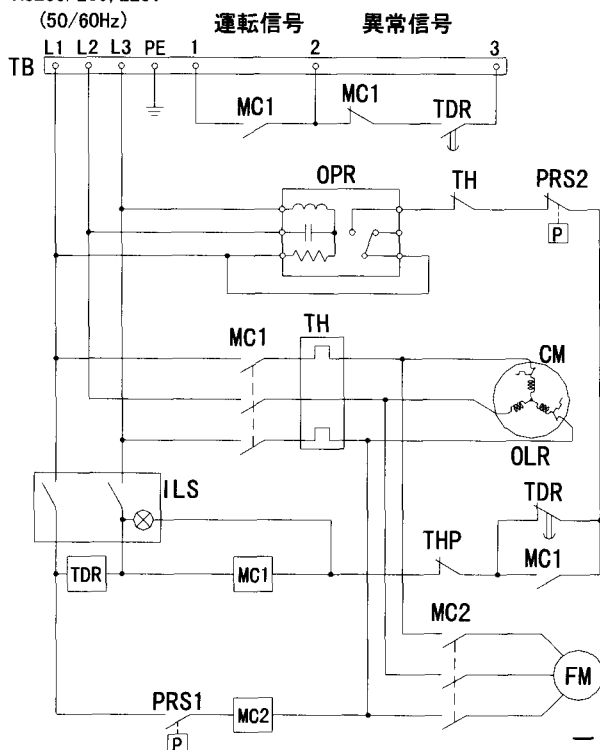 (50/60Hz) 運転信号 異常信号
L1 L2 L3 PE 1 2 3
TB
MC1 MC1 TDR
OPR TH PRS2
P
MC1 TH CM
OLR
ILS TDR
THP MC1
TDR MC1
MC2
FM
PRS1 MC2
P